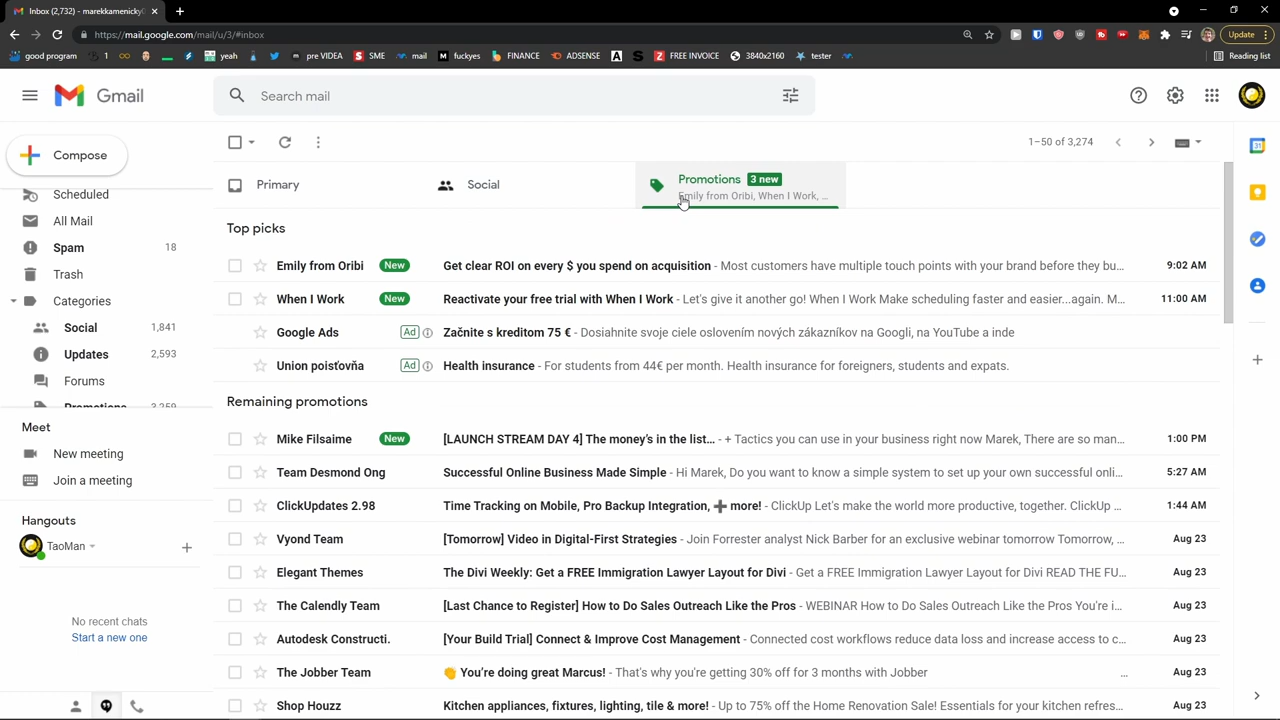 Inbox (2,732) - marekkamenicky
https://mail.google.com/mail/u/3/#inbox
Update
good program
1
yeah
pre VIDEA
SME
mail
fuckyes
FINANCE
ADSENSE
FREE INVOICE
3840x2160
tester
Reading list
Gmail
Search mail
Compose
1–50 of 3,274
Scheduled
All Mail
Spam 18
Trash
Categories
Social 1,841
Updates 2,593
Forums
Promotions 3,259
Meet
New meeting
Join a meeting
Hangouts
TaoMan
No recent chats
Start a new one
Primary
Social
Promotions 3 new
Emily from Oribi, When I Work, ...
Top picks
Emily from Oribi New Get clear ROI on every $ you spend on acquisition - Most customers have multiple touch points with your brand before they bu... 9:02 AM
When I Work New Reactivate your free trial with When I Work - Let's give it another go! When I Work Make scheduling faster and easier...again. M... 11:00 AM
Google Ads Ad Začnite s kreditom 75 € - Dosiahnite svoje ciele oslovením nových zákazníkov na Googli, na YouTube a inde
Union poisťovňa Ad Health insurance - For students from 44€ per month. Health insurance for foreigners, students and expats.
Remaining promotions
Mike Filsaime New [LAUNCH STREAM DAY 4] The money's in the list... - + Tactics you can use in your business right now Marek, There are so man... 1:00 PM
Team Desmond Ong Successful Online Business Made Simple - Hi Marek, Do you want to know a simple system to set up your own successful onli... 5:27 AM
ClickUpdates 2.98 Time Tracking on Mobile, Pro Backup Integration, ➕ more! - ClickUp Let's make the world more productive, together. ClickUp ... 1:44 AM
Vyond Team [Tomorrow] Video in Digital-First Strategies - Join Forrester analyst Nick Barber for an exclusive webinar tomorrow Tomorrow, ... Aug 23
Elegant Themes The Divi Weekly: Get a FREE Immigration Lawyer Layout for Divi - Get a FREE Immigration Lawyer Layout for Divi READ THE FU... Aug 23
The Calendly Team [Last Chance to Register] How to Do Sales Outreach Like the Pros - WEBINAR How to Do Sales Outreach Like the Pros You're i... Aug 23
Autodesk Constructi. [Your Build Trial] Connect & Improve Cost Management - Connected cost workflows reduce data loss and increase access to c... Aug 23
The Jobber Team 👏 You're doing great Marcus! - That's why you're getting 30% off for 3 months with Jobber ... Aug 23
Shop Houzz Kitchen appliances, fixtures, lighting, tile & more! - Up to 75% off the Home Renovation Sale! Essentials for your kitchen refres... Aug 23